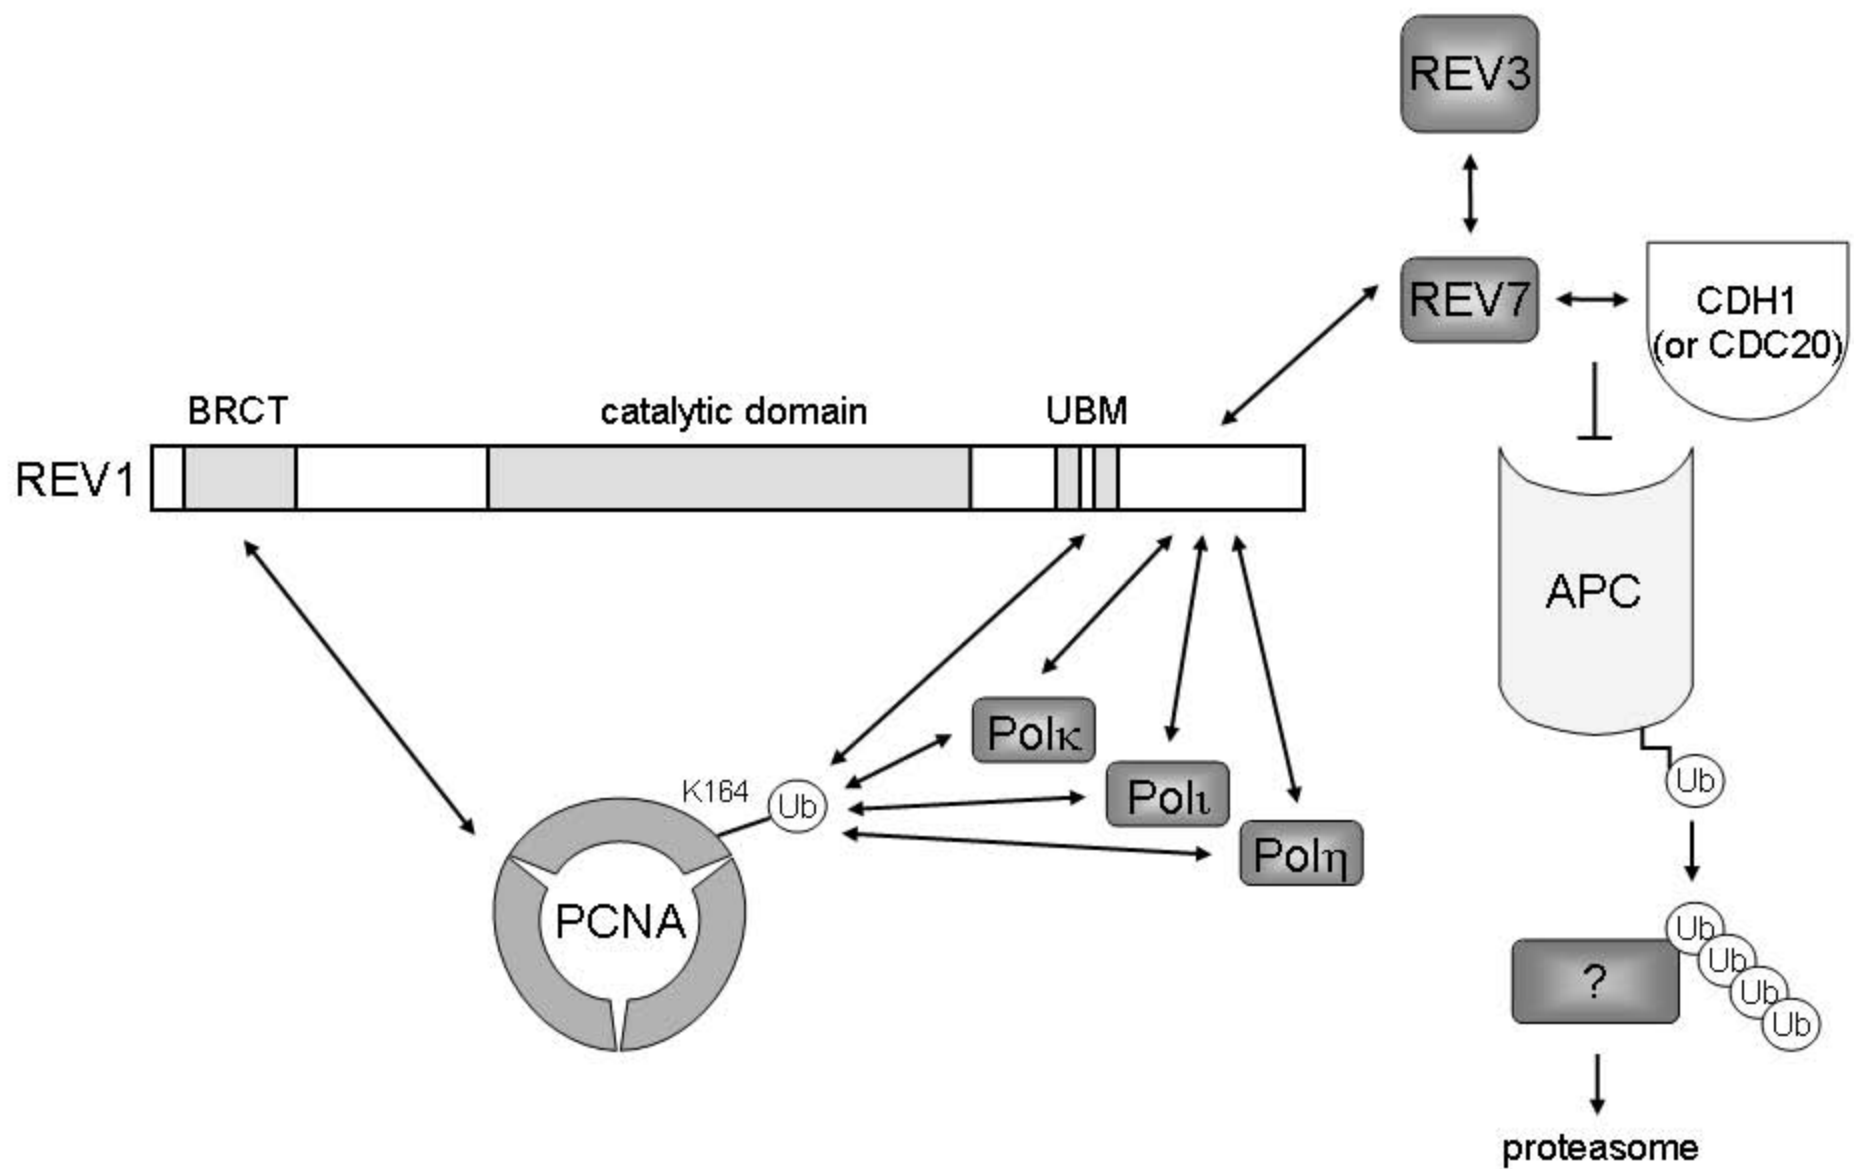 REV3
REV7
CDH1
(or CDC20)
BRCT
catalytic domain
UBM
REV1
APC
Polκ
Ub
K164
Ub
Polι
Polη
PCNA
Ub
?
Ub
Ub
Ub
proteasome